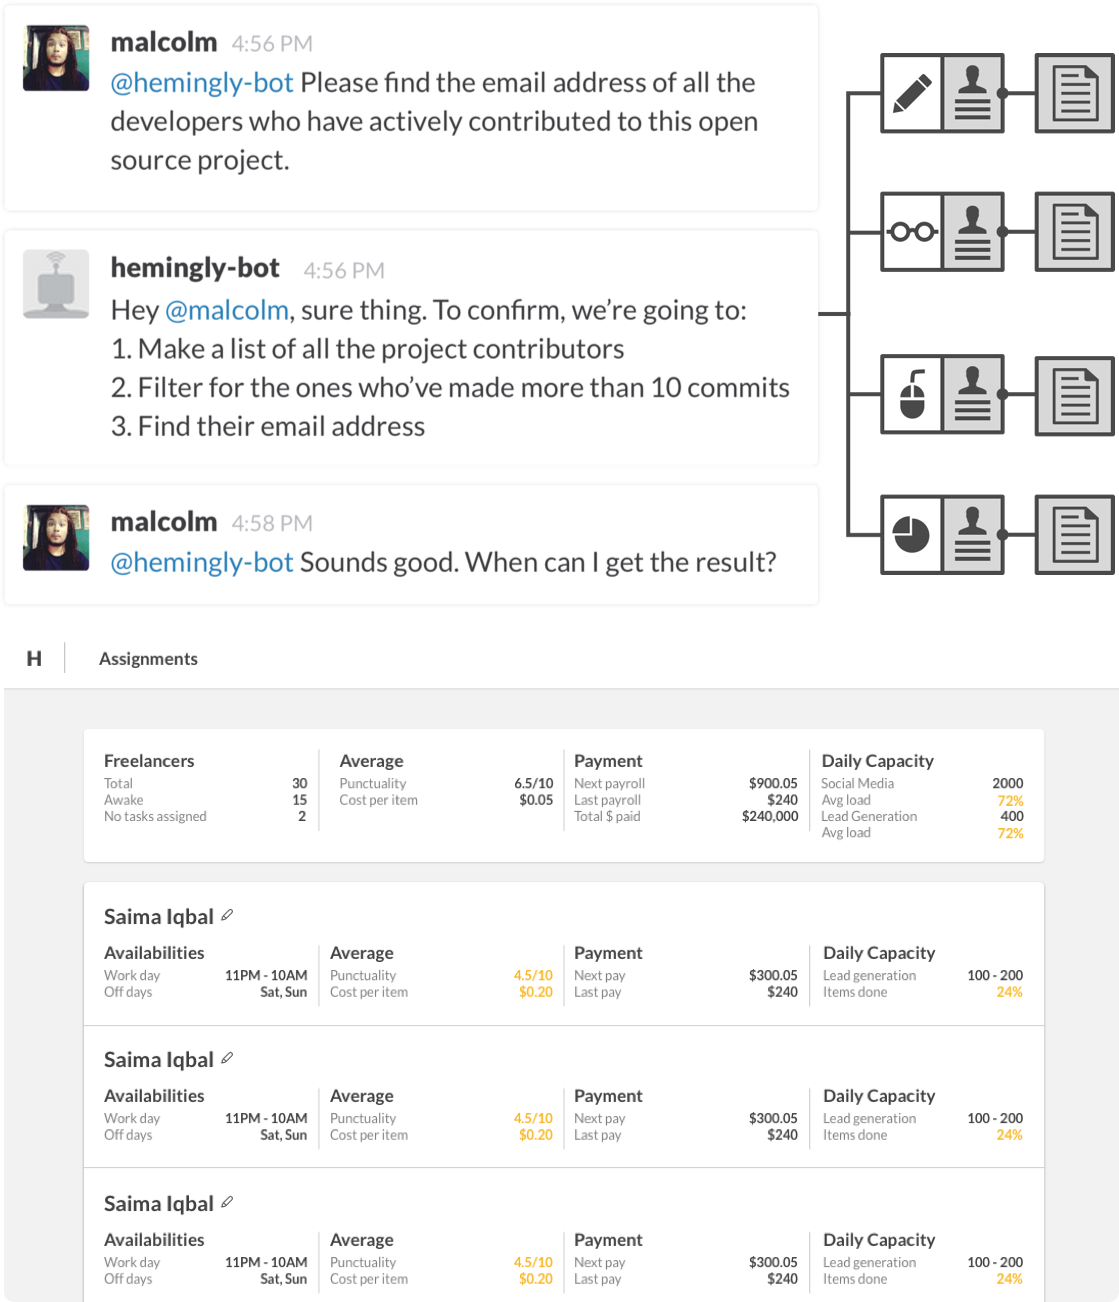 malcolm 4:56 PM
@hemingly-bot Please find the email address of all the
developers who have actively contributed to this open
source project.
hemingly-bot 4:56 PM
Hey @malcolm, sure thing. To confirm, we’re going to:
1. Make a list of all the project contributors
2. Filter for the ones who’ve made more than 10 commits
3. Find their email address
malcolm 4:58 PM
@hemingly-bot Sounds good. When can I get the result?
H Assignments
Freelancers
Total 30
Awake 15
No tasks assigned 2
Average
Punctuality 6.5/10
Cost per item $0.05
Payment
Next payroll $900.05
Last payroll $240
Total $ paid $240,000
Daily Capacity
Social Media 2000
Avg load 72%
Lead Generation 400
Avg load 72%
Saima Iqbal
Availabilities
Work day 11PM - 10AM
Off days Sat, Sun
Average
Punctuality 4.5/10
Cost per item $0.20
Payment
Next pay $300.05
Last pay $240
Daily Capacity
Lead generation 100 - 200
Items done 24%
Saima Iqbal
Availabilities
Work day 11PM - 10AM
Off days Sat, Sun
Average
Punctuality 4.5/10
Cost per item $0.20
Payment
Next pay $300.05
Last pay $240
Daily Capacity
Lead generation 100 - 200
Items done 24%
Saima Iqbal
Availabilities
Work day 11PM - 10AM
Off days Sat, Sun
Average
Punctuality 4.5/10
Cost per item $0.20
Payment
Next pay $300.05
Last pay $240
Daily Capacity
Lead generation 100 - 200
Items done 24%